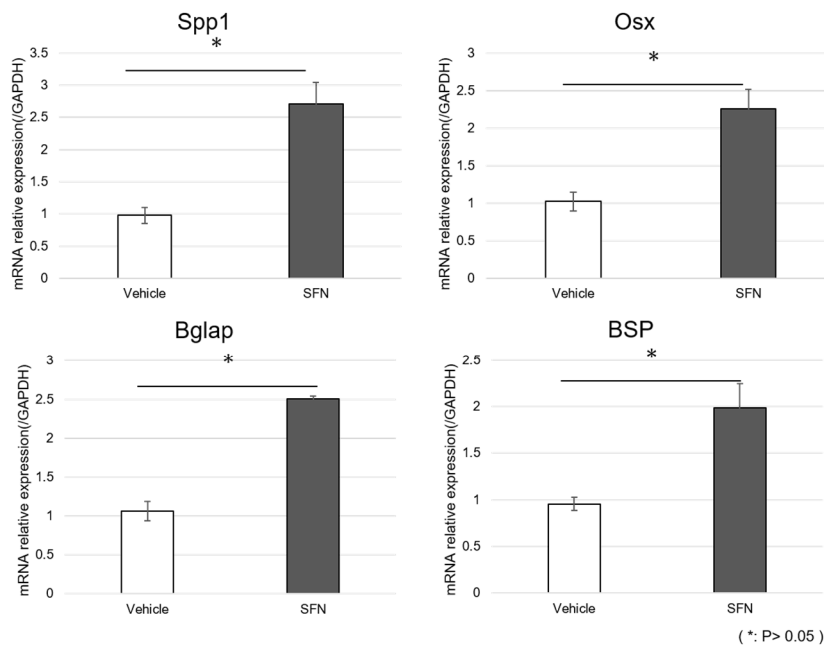 Spp1
*
mRNA relative expression(/GAPDH)
3.5
3
2.5
2
1.5
1
0.5
0
Vehicle
SFN
Osx
*
mRNA relative expression(/GAPDH)
3
2.5
2
1.5
1
0.5
0
Vehicle
SFN
Bglap
*
mRNA relative expression(/GAPDH)
3
2.5
2
1.5
1
0.5
0
Vehicle
SFN
BSP
*
mRNA relative expression(/GAPDH)
2.5
2
1.5
1
0.5
0
Vehicle
SFN
( *: P> 0.05 )